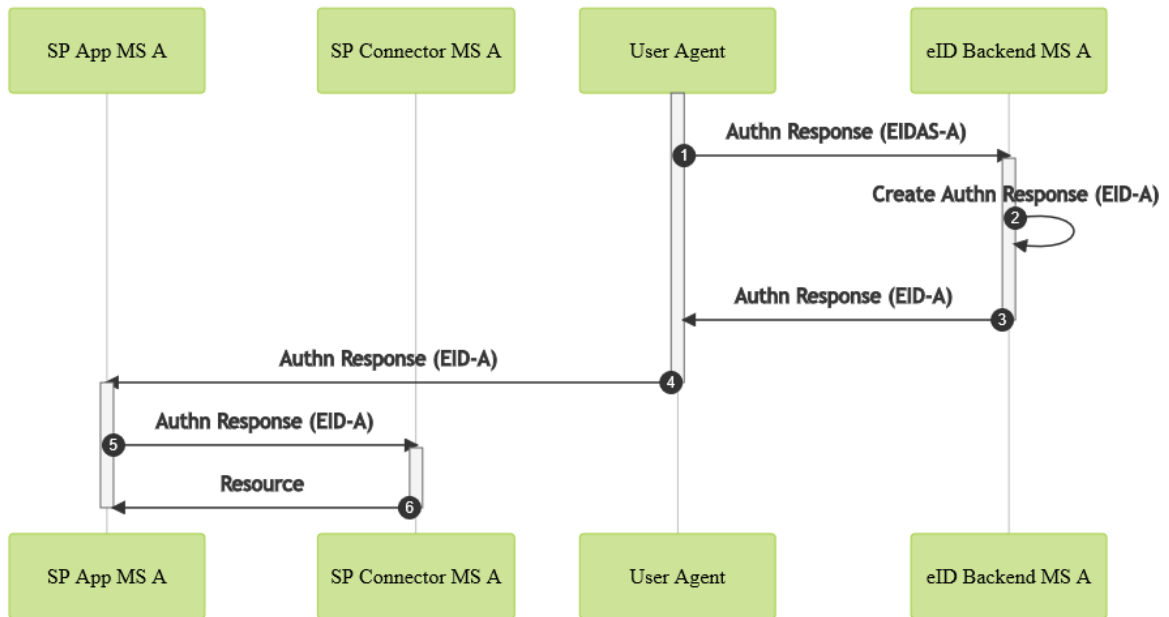 SP App MS A
SP Connector MS A
User Agent
eID Backend MS A
Authn Response (EIDAS-A)
1
Create Authn Response (EID-A)
2
Authn Response (EID-A)
3
Authn Response (EID-A)
4
Authn Response (EID-A)
5
Resource
6
SP App MS A
SP Connector MS A
User Agent
eID Backend MS A